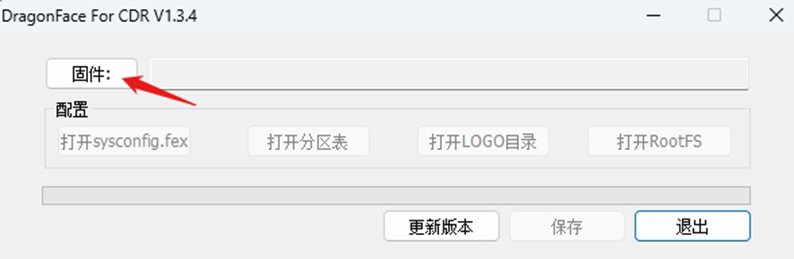 DragonFace For CDR V1.3.4
固件:
配置
打开sysconfig.fex 打开分区表 打开LOGO目录 打开RootFS
更新版本 保存 退出